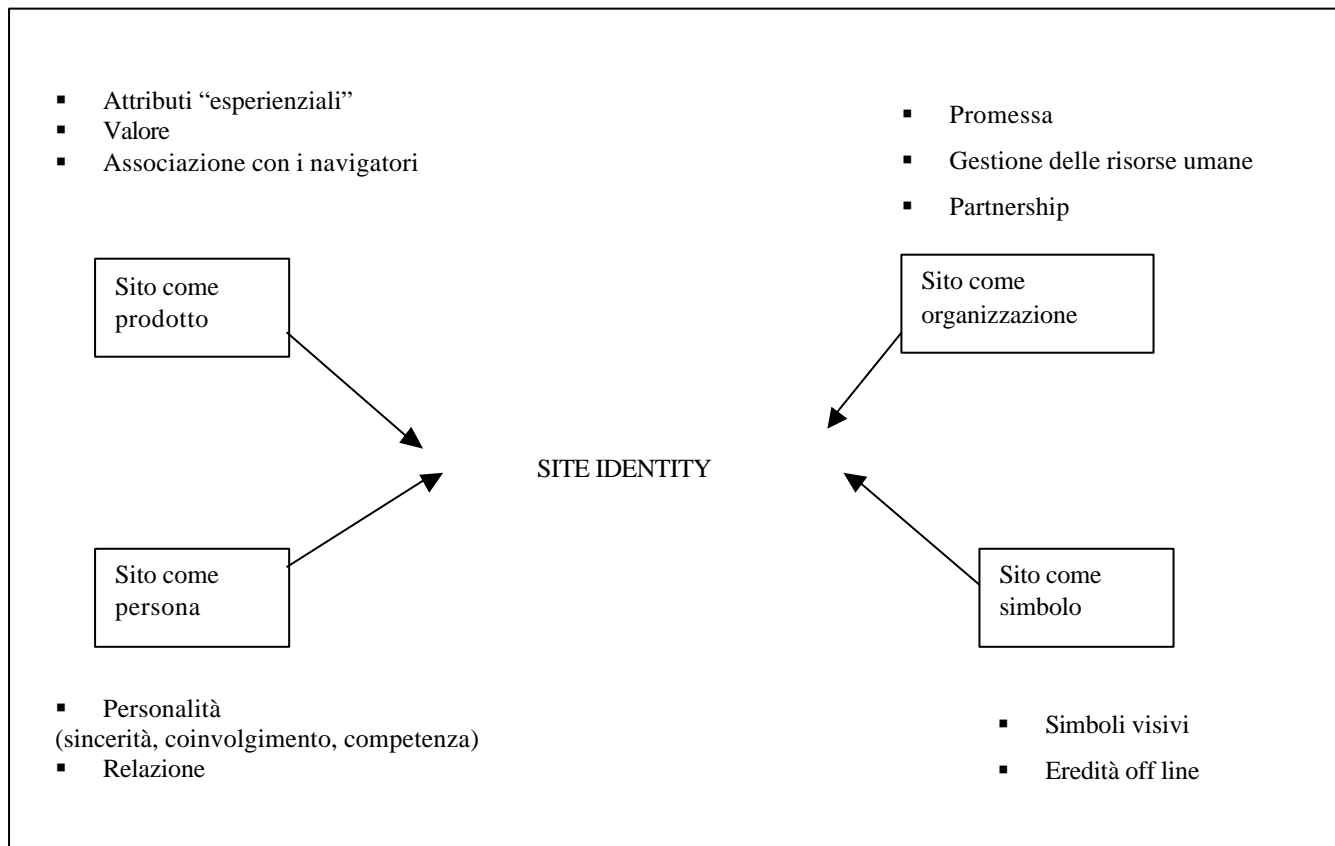 ▪ Attributi “esperienziali”
▪ Valore
▪ Associazione con i navigatori
▪ Promessa
▪ Gestione delle risorse umane
▪ Partnership
Sito come
prodotto
Sito come
organizzazione
SITE IDENTITY
Sito come
persona
Sito come
simbolo
▪ Personalità
(sincerità, coinvolgimento, competenza)
▪ Relazione
▪ Simboli visivi
▪ Eredità off line